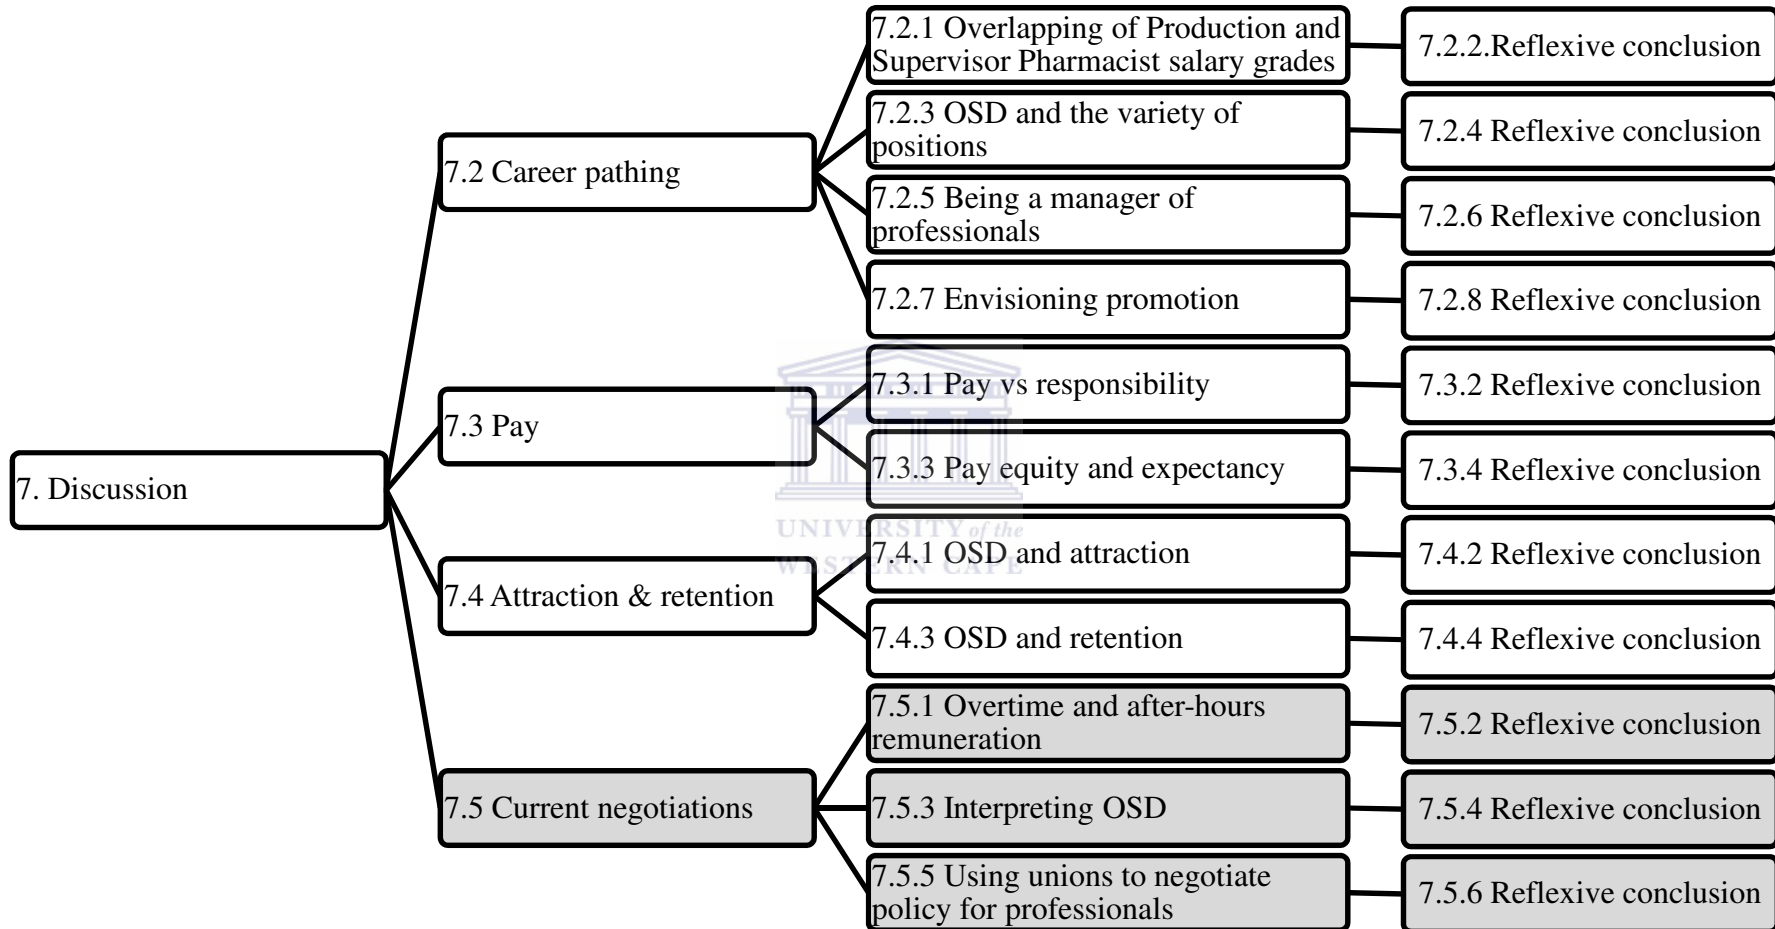 7. Discussion
7.2 Career pathing
7.2.1 Overlapping of Production and
Supervisor Pharmacist salary grades
7.2.2.Reflexive conclusion
7.2.3 OSD and the variety of
positions
7.2.4 Reflexive conclusion
7.2.5 Being a manager of
professionals
7.2.6 Reflexive conclusion
7.2.7 Envisioning promotion
7.2.8 Reflexive conclusion
7.3 Pay
7.3.1 Pay vs responsibility
7.3.2 Reflexive conclusion
7.3.3 Pay equity and expectancy
7.3.4 Reflexive conclusion
7.4 Attraction & retention
7.4.1 OSD and attraction
7.4.2 Reflexive conclusion
7.4.3 OSD and retention
7.4.4 Reflexive conclusion
7.5 Current negotiations
7.5.1 Overtime and after-hours
remuneration
7.5.2 Reflexive conclusion
7.5.3 Interpreting OSD
7.5.4 Reflexive conclusion
7.5.5 Using unions to negotiate
policy for professionals
7.5.6 Reflexive conclusion
UNIVERSITY of the
WESTERN CAPE